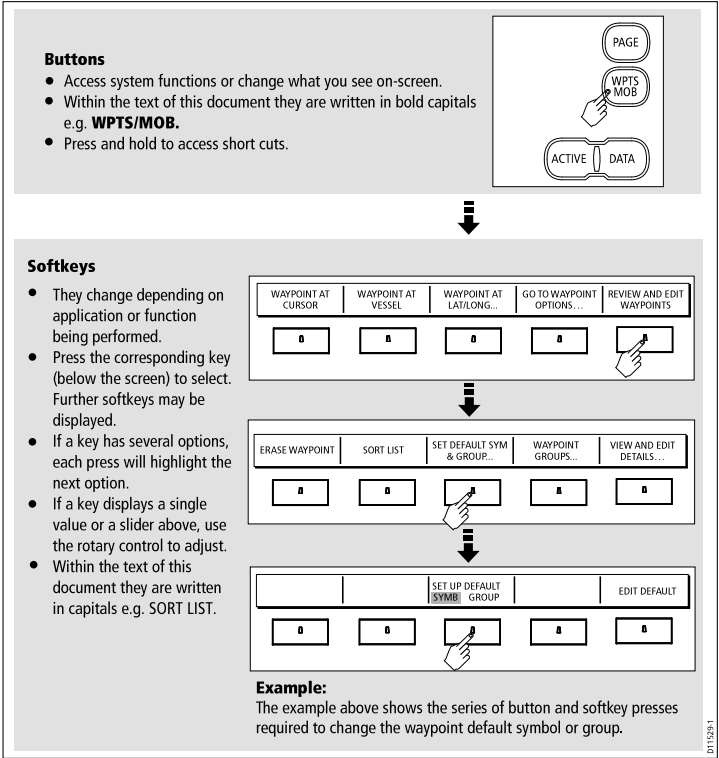 Buttons
• Access system functions or change what you see on-screen.
• Within the text of this document they are written in bold capitals
e.g. WPTS/MOB.
• Press and hold to access short cuts.
PAGE
WPTS
MOB
ACTIVE
DATA
Softkeys
• They change depending on
application or function
being performed.
• Press the corresponding key
(below the screen) to select.
Further softkeys may be
displayed.
• If a key has several options,
each press will highlight the
next option.
• If a key displays a single
value or a slider above, use
the rotary control to adjust.
• Within the text of this
document they are written
in capitals e.g. SORT LIST.
WAYPOINT AT
CURSOR
WAYPOINT AT
VESSEL
WAYPOINT AT
LAT/LONG...
GO TO WAYPOINT
OPTIONS...
REVIEW AND EDIT
WAYPOINTS
ERASE WAYPOINT
SORT LIST
SET DEFAULT SYM
& GROUP...
WAYPOINT
GROUPS...
VIEW AND EDIT
DETAILS...
SET UP DEFAULT
SYMB GROUP
EDIT DEFAULT
Example:
The example above shows the series of button and softkey presses
required to change the waypoint default symbol or group.
D11529-1